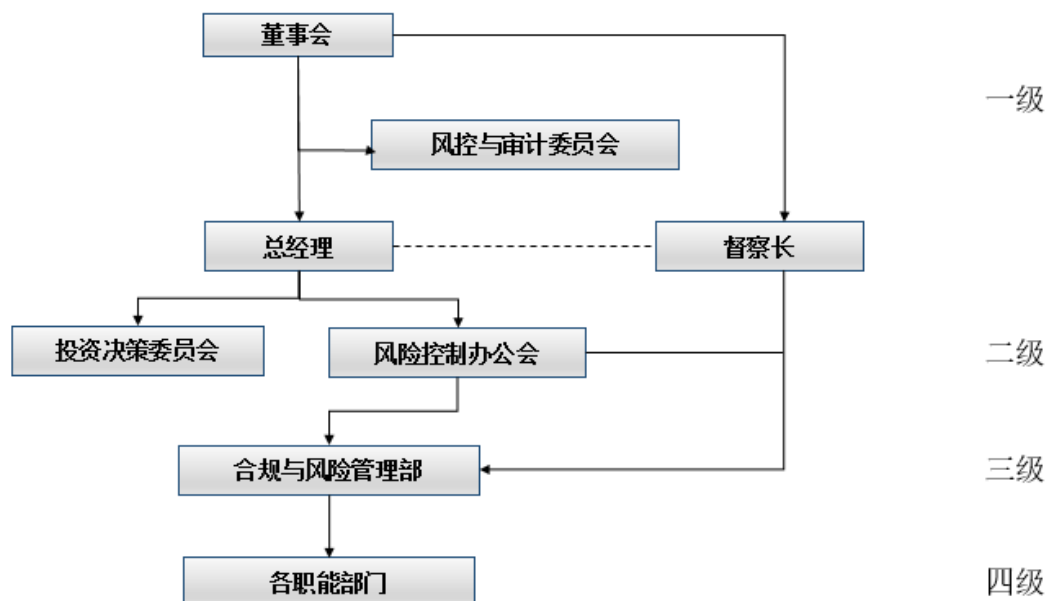 董事会
一级
风控与审计委员会
总经理
督察长
投资决策委员会
风险控制办公会
二级
合规与风险管理部
三级
各职能部门
四级